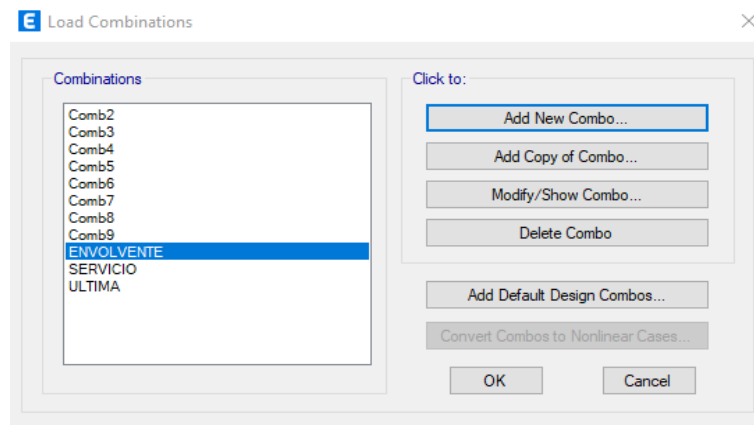 E Load Combinations
Combinations
Comb2
Comb3
Comb4
Comb5
Comb6
Comb7
Comb8
Comb9
ENVOLVENTE
SERVICIO
ULTIMA
Click to:
Add New Combo...
Add Copy of Combo...
Modify/Show Combo...
Delete Combo
Add Default Design Combos...
Convert Combos to Nonlinear Cases...
OK
Cancel